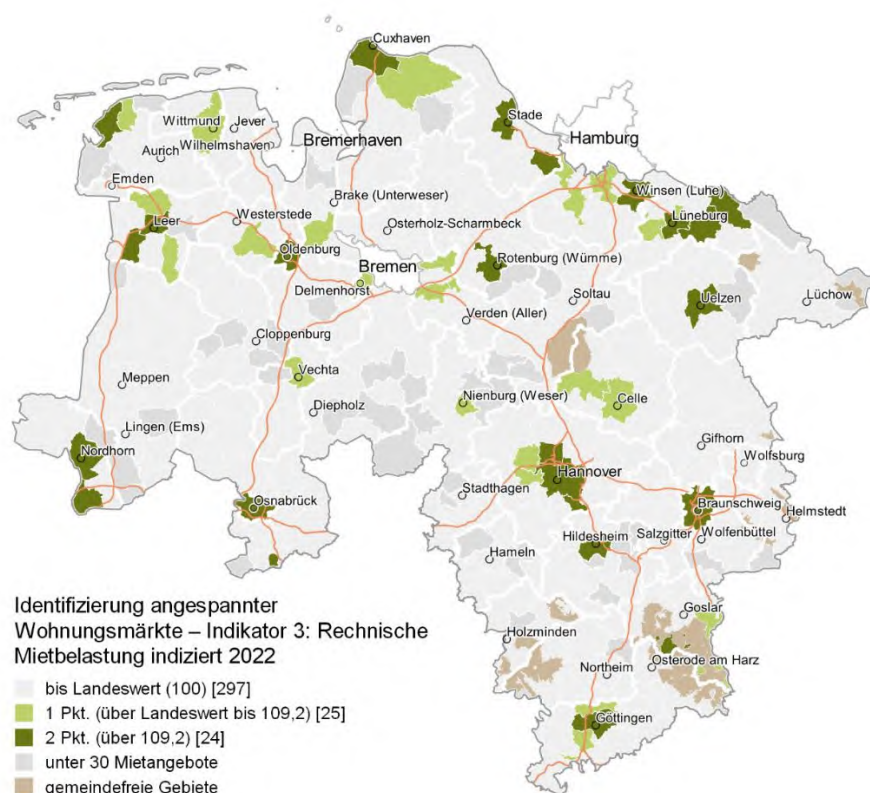 Cuxhaven
Stade
Hamburg
Wittmund
Jever
Wilhelmshaven
Bremerhaven
Aurich
Emden
Winsen (Luhe)
Brake (Unterweser)
Lüneburg
Leer
Westerstede
Osterholz-Scharmbeck
Oldenburg
Rotenburg (Wümme)
Bremen
Delmenhorst
Soltau
Uelzen
Lüchow
Verden (Aller)
Cloppenburg
Vechta
Meppen
Nienburg (Weser)
Celle
Diepholz
Lingen (Ems)
Gifhorn
Nordhorn
Wolfsburg
Hannover
Stadthagen
Osnabrück
Braunschweig
Helmstedt
Hildesheim
Salzgitter
Wolfenbüttel
Hameln
Identifizierung angespannter
Wohnungsmärkte – Indikator 3: Rechnische
Mietbelastung indiziert 2022
Goslar
Holzminden
Osterode am Harz
Northeim
Göttingen
bis Landeswert (100) [297]
1 Pkt. (über Landeswert bis 109,2) [25]
2 Pkt. (über 109,2) [24]
unter 30 Mietangebote
gemeindefreie Gebiete